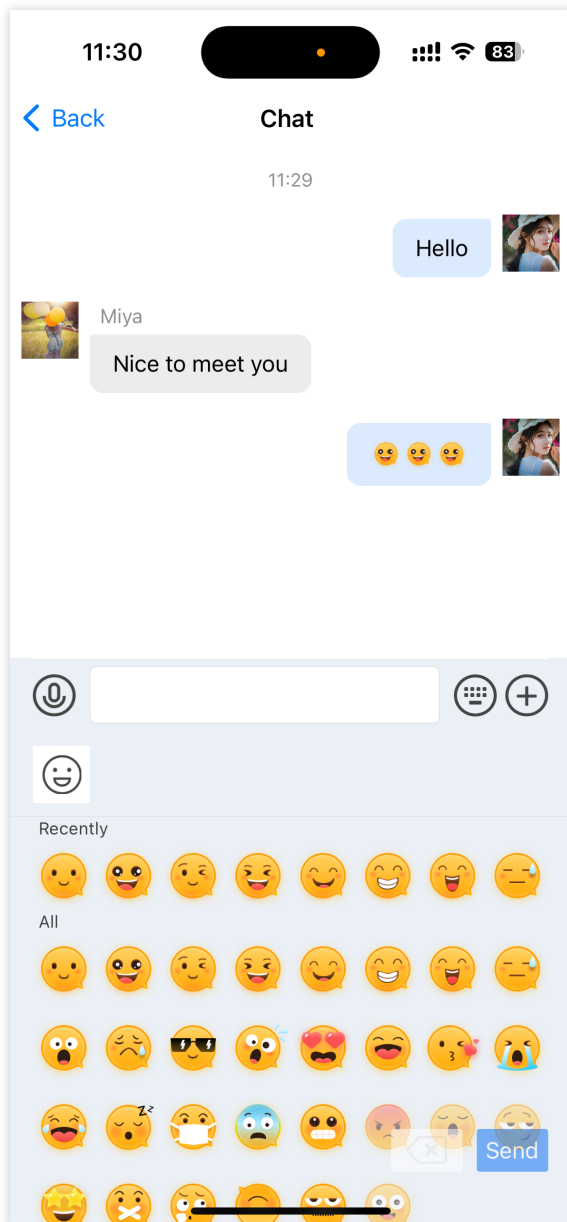 11:30
83
Back
Chat
11:29
Hello
Miya
Nice to meet you
Recently
All
Send